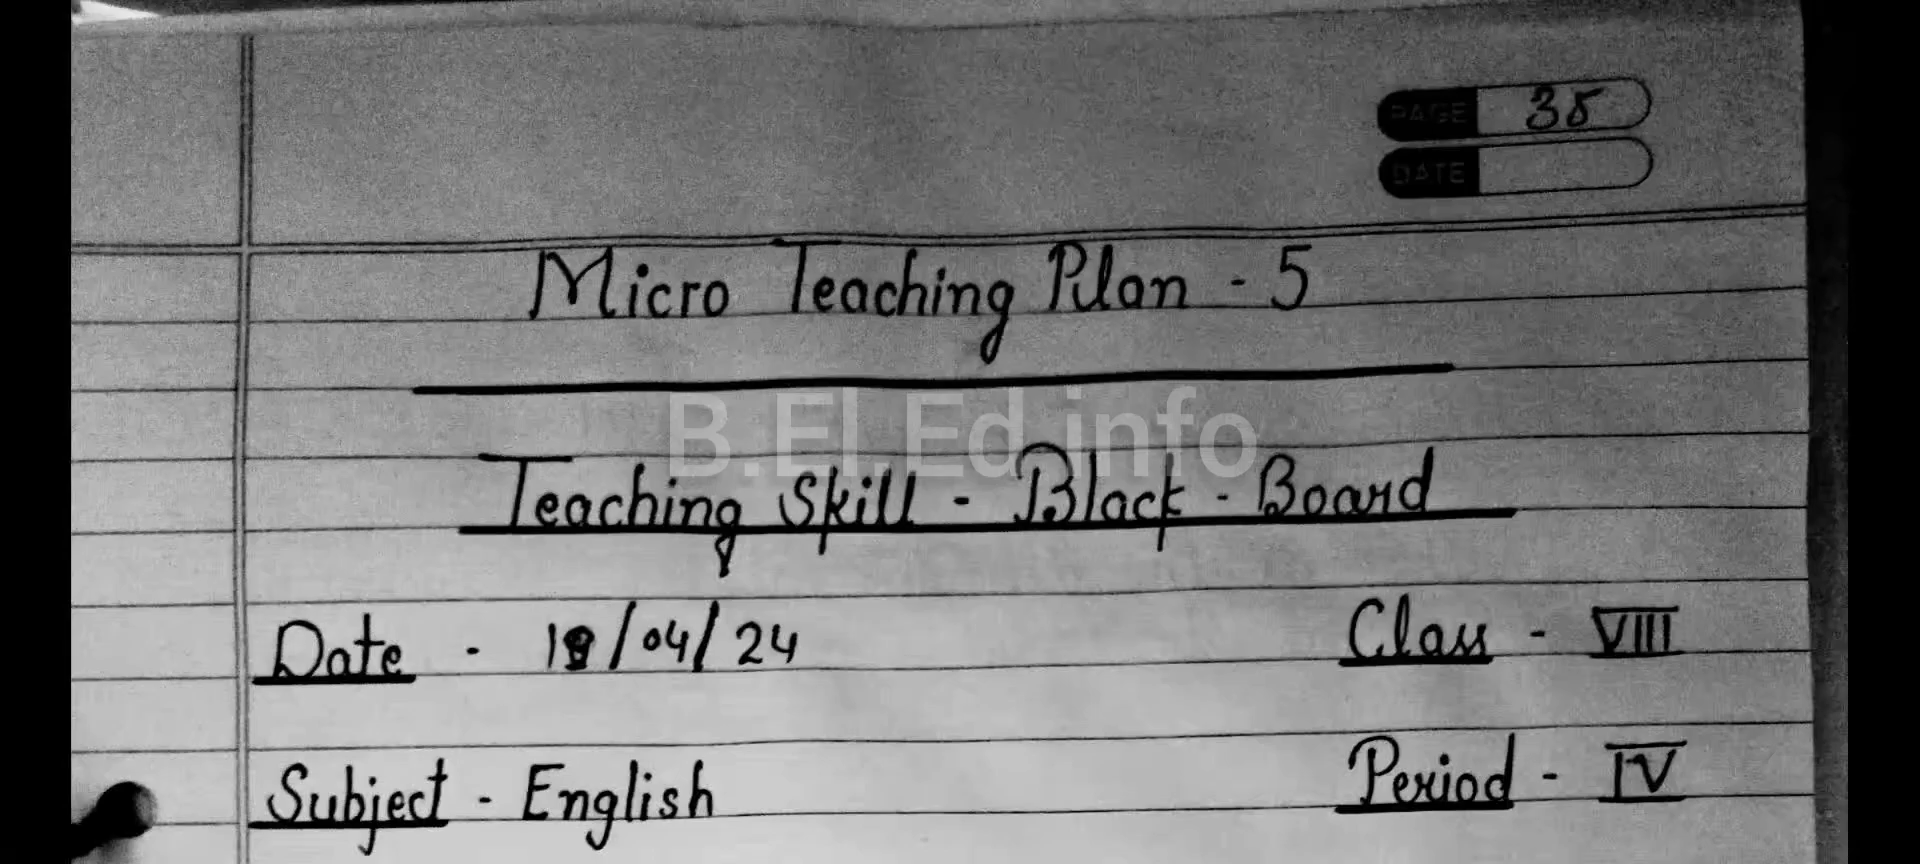 PAGE 35
DATE
Micro Teaching Plan - 5
B.El.Ed.info
Teaching Skill - Black - Board
Date - 18/04/24 Class - VIII
Subject - English Period - IV